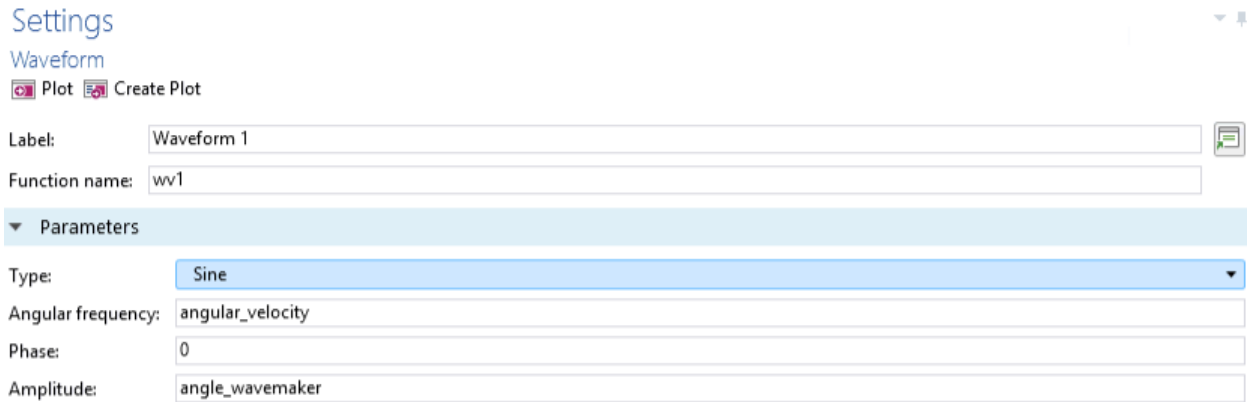 Settings
Waveform
Plot Create Plot
Label: Waveform 1
Function name: wv1
Parameters
Type: Sine
Angular frequency: angular_velocity
Phase: 0
Amplitude: angle_wavemaker